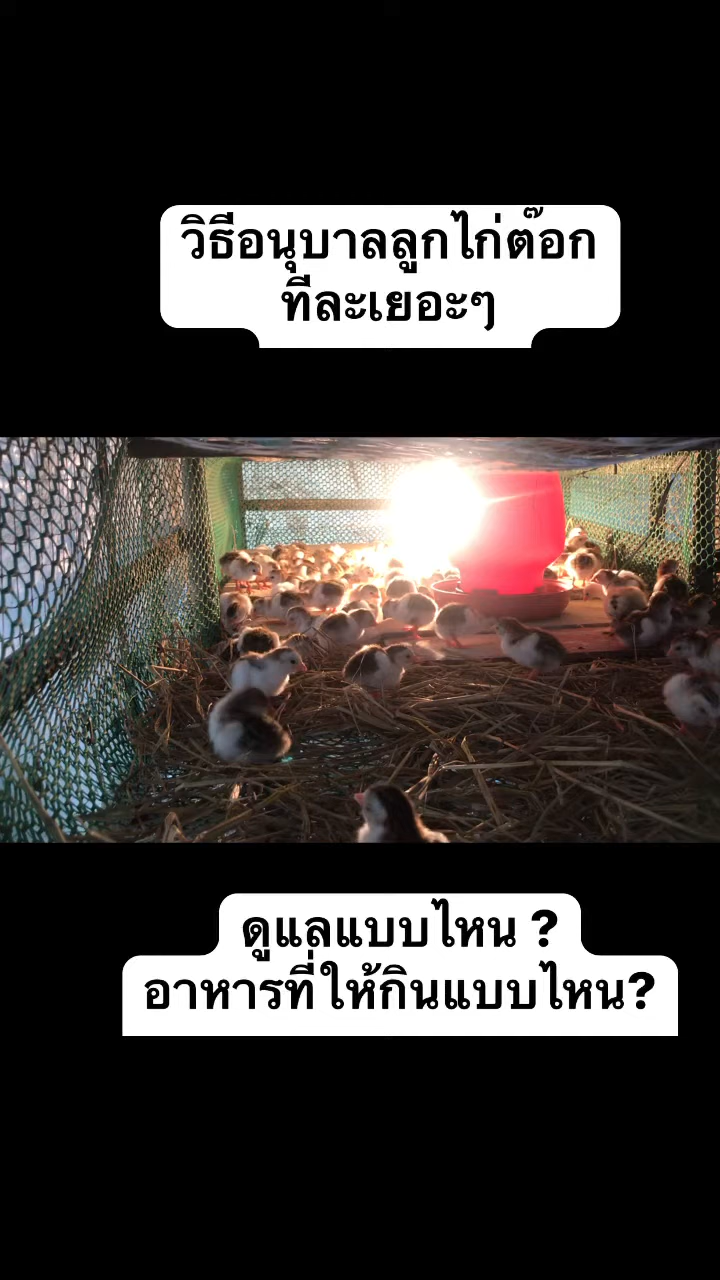 วิธีอนุบาลลูกไก่ต๊อก
ทีละเยอะๆ
ดูแลแบบไหน ?
อาหารที่ให้กินแบบไหน?